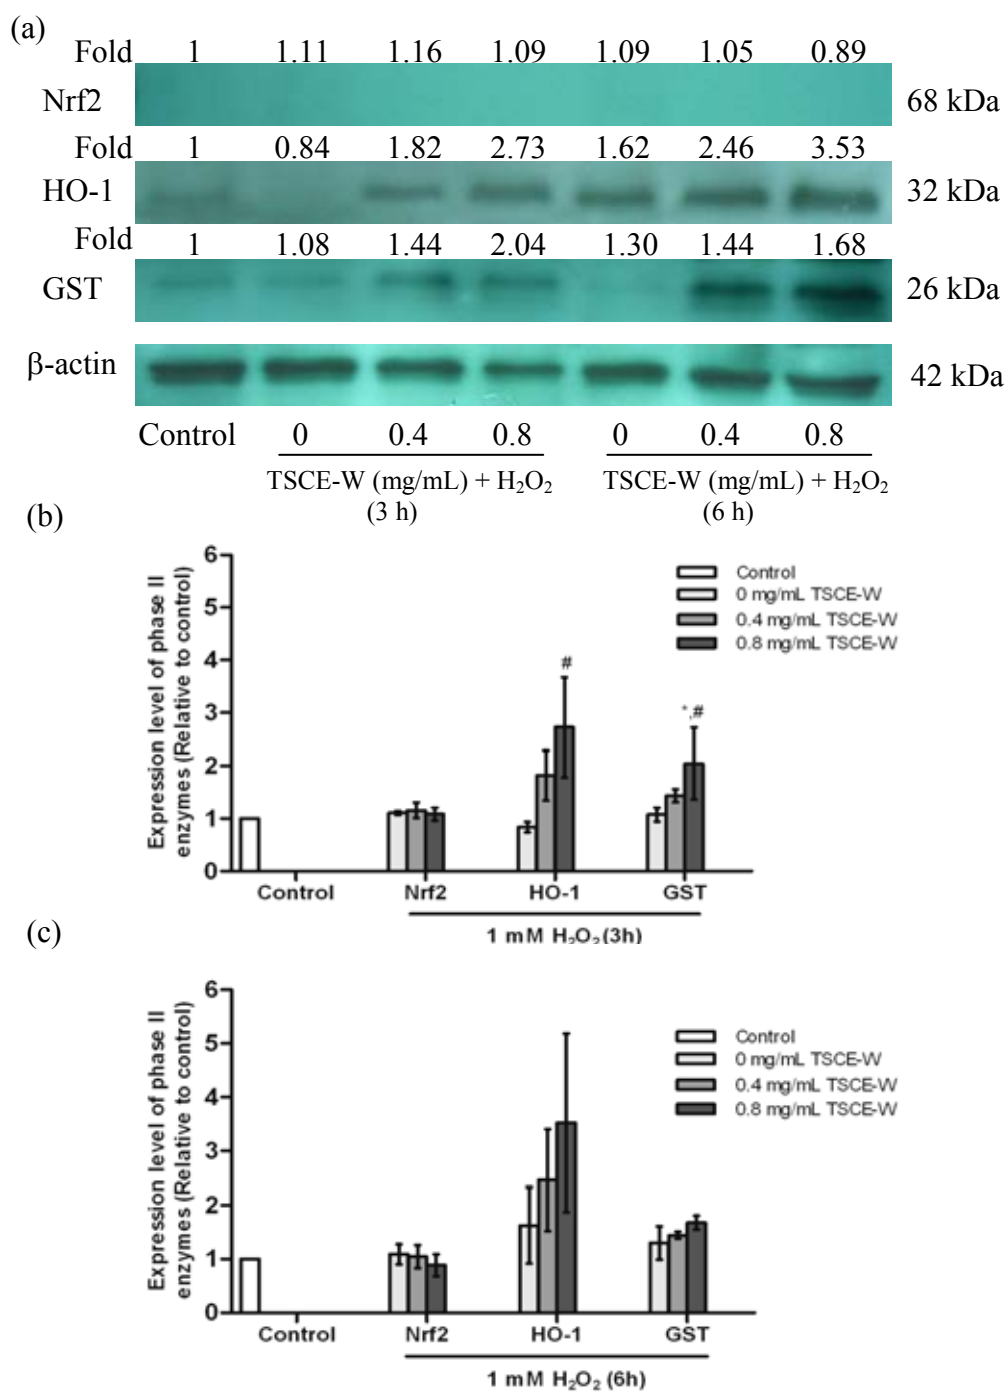 (a)
Fold 1 1.11 1.16 1.09 1.09 1.05 0.89
Nrf2 68 kDa
Fold 1 0.84 1.82 2.73 1.62 2.46 3.53
HO-1 32 kDa
Fold 1 1.08 1.44 2.04 1.30 1.44 1.68
GST 26 kDa
β-actin 42 kDa
Control 0 0.4 0.8 0 0.4 0.8
TSCE-W (mg/mL) + H₂O₂ TSCE-W (mg/mL) + H₂O₂
(3 h) (6 h)
(b)
Expression level of phase II
enzymes (Relative to control)
6
5
4
3
2
1
0
Control
0 mg/mL TSCE-W
0.4 mg/mL TSCE-W
0.8 mg/mL TSCE-W
#
*,#
Control Nrf2 HO-1 GST
1 mM H₂O₂ (3h)
(c)
Expression level of phase II
enzymes (Relative to control)
6
5
4
3
2
1
0
Control
0 mg/mL TSCE-W
0.4 mg/mL TSCE-W
0.8 mg/mL TSCE-W
Control Nrf2 HO-1 GST
1 mM H₂O₂ (6h)